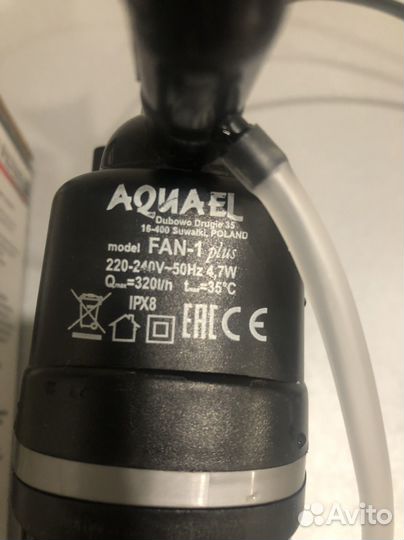 AQUAEL
Dubowo Drugie 35
16-400 Suwałki, POLAND
model FAN-1 plus
220-240V~50Hz 4,7W
Qmax=320l/h tmax=35°C
IPX8
EAC CE
Avito